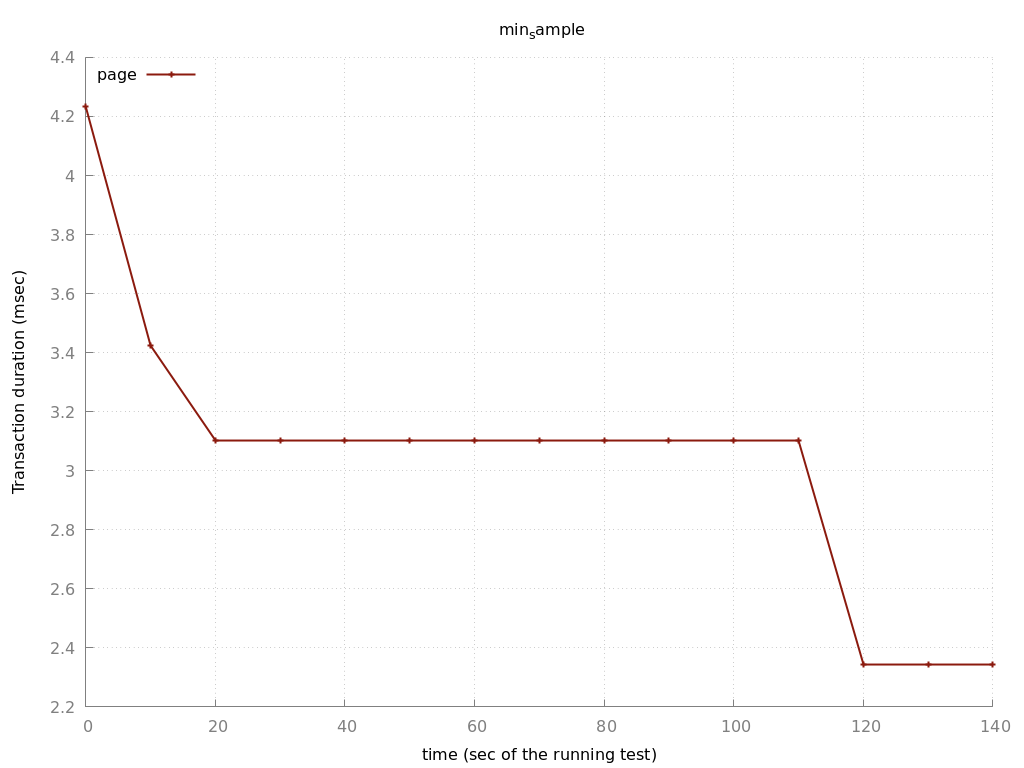 minₛample
4.4
page
4.2
4
3.8
3.6
3.4
3.2
3
2.8
2.6
2.4
2.2
0 20 40 60 80 100 120 140
Transaction duration (msec)
time (sec of the running test)